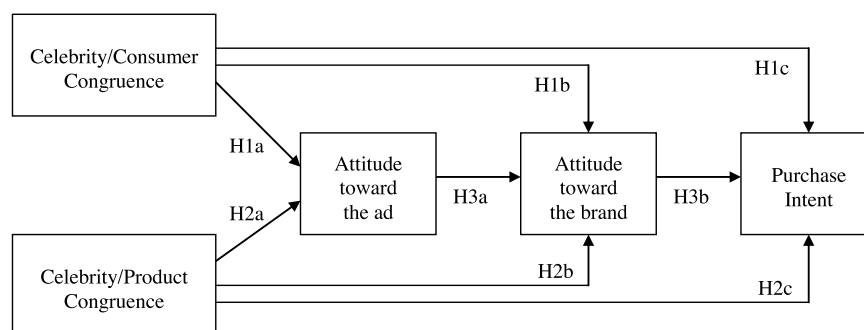 Celebrity/Consumer
Congruence
H1c
H1b
H1a
Attitude
toward
the ad
Attitude
toward
the brand
Purchase
Intent
H3a
H3b
H2a
Celebrity/Product
Congruence
H2b
H2c